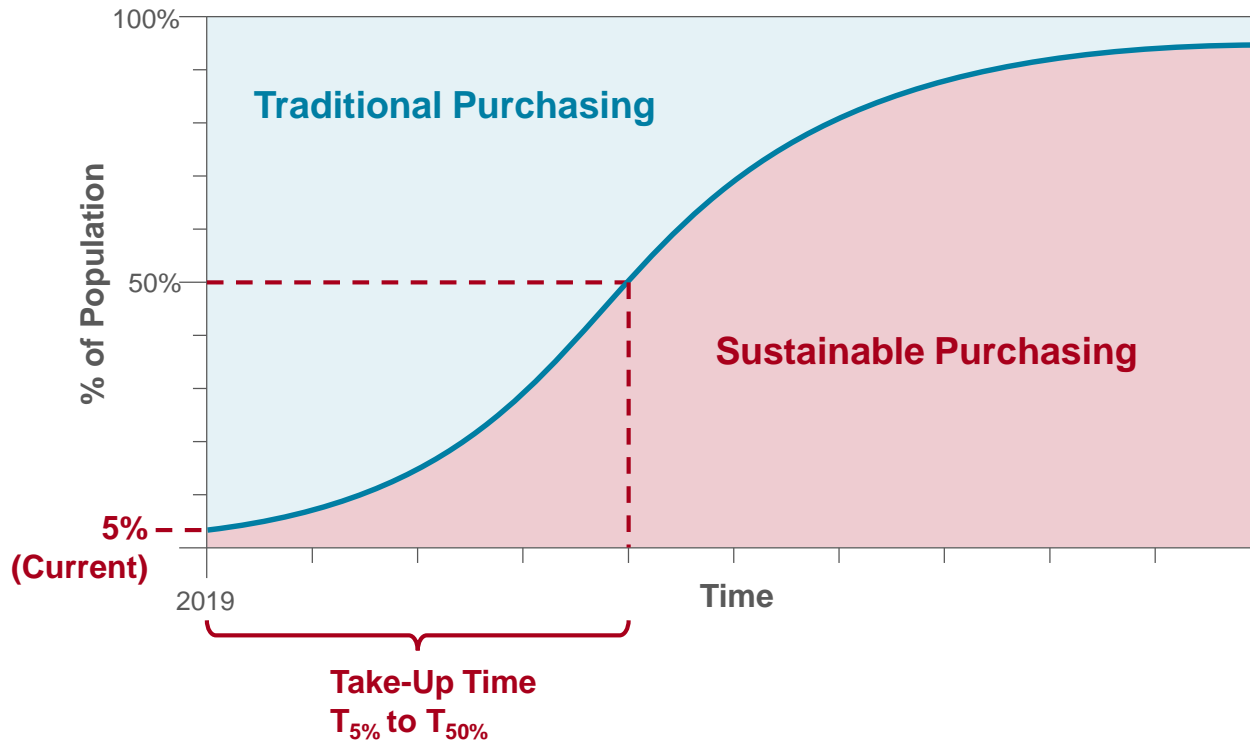 100%
Traditional Purchasing
% of Population
50%
Sustainable Purchasing
5%
(Current)
2019
Time
Take-Up Time
T5% to T50%